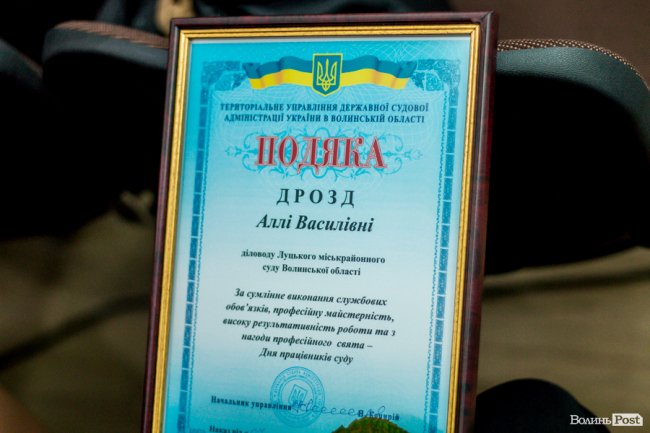 ТЕРИТОРІАЛЬНЕ УПРАВЛІННЯ ДЕРЖАВНОЇ СУДОВОЇ
АДМІНІСТРАЦІЇ УКРАЇНИ В ВОЛИНСЬКІЙ ОБЛАСТІ
ПОДЯКА
ДРОЗД
Аллі Василівні
діловоду Луцького міськрайонного
суду Волинської області
За сумлінне виконання службових
обов'язків, професійну майстерність,
високу результативність роботи та з
нагоди професійного свята –
Дня працівників суду
Начальник управління
ВолиньPost